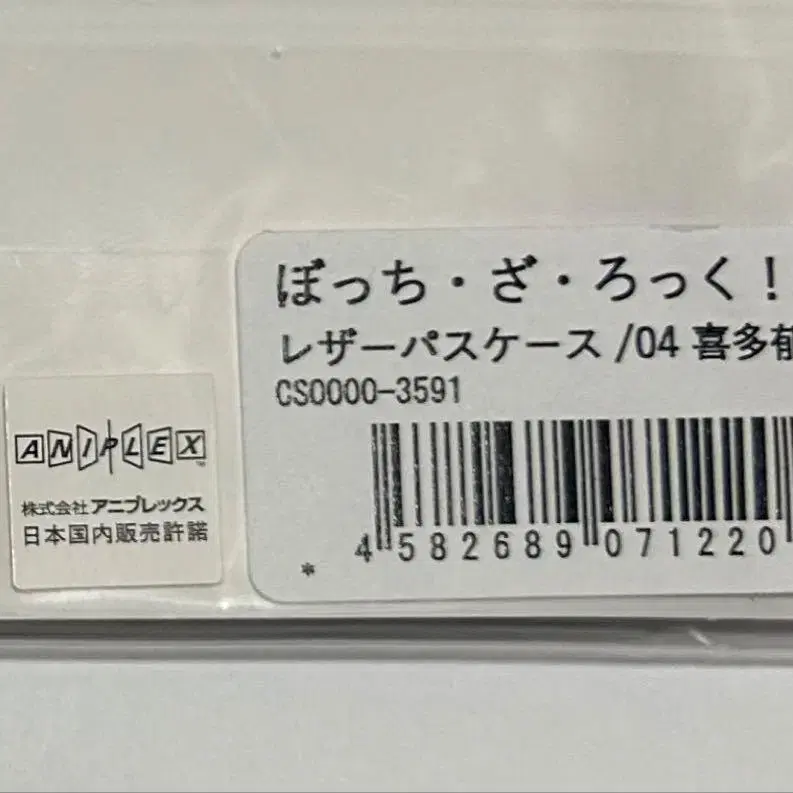 ぼっち・ざ・ろっく！
レザーパスケース /04 喜多郁
CS0000-3591
4 582689 071220
*
ANIPLEX™
株式会社 アニプレックス
日本国内販売許諾